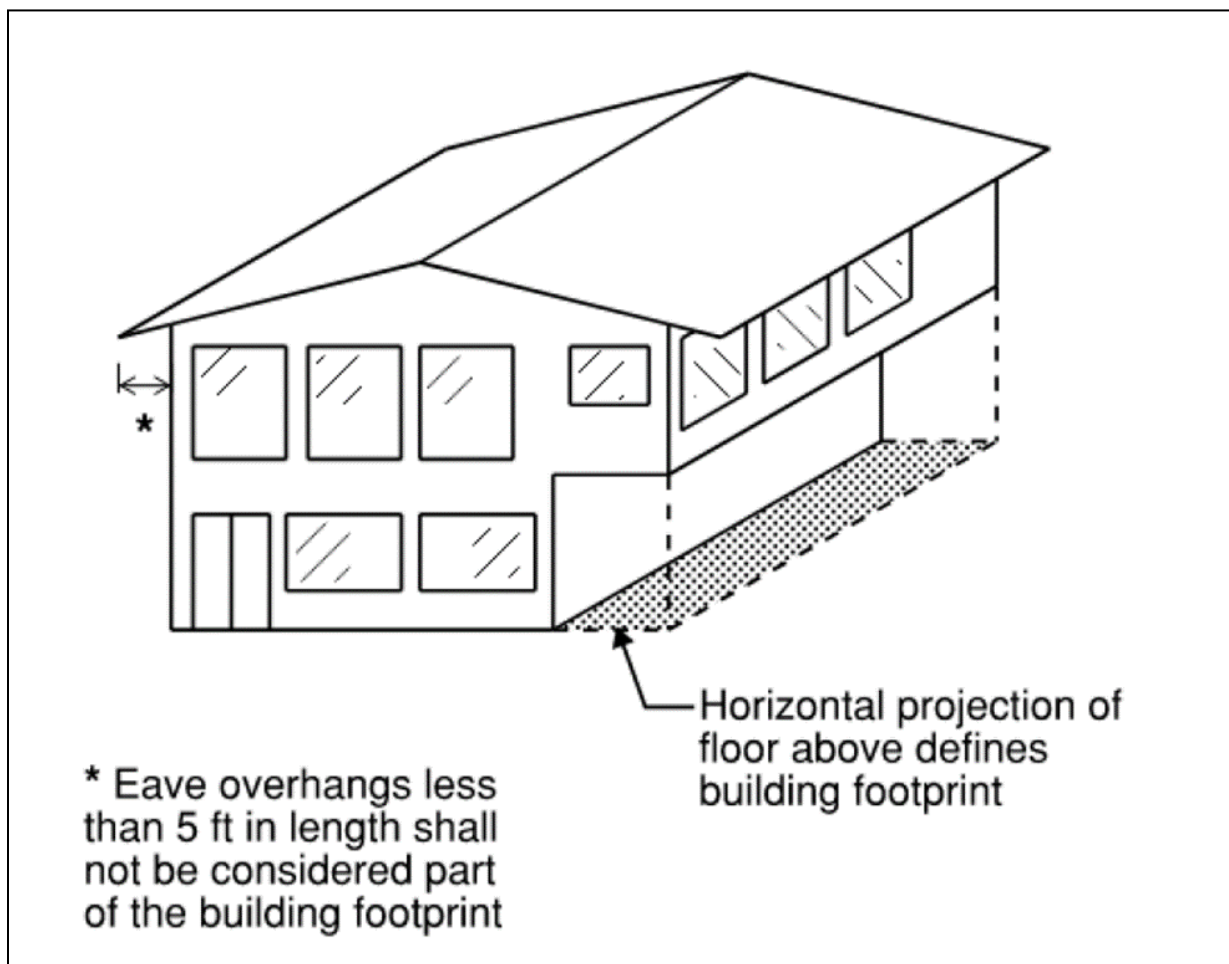 *
Horizontal projection of
floor above defines
building footprint
* Eave overhangs less
than 5 ft in length shall
not be considered part
of the building footprint